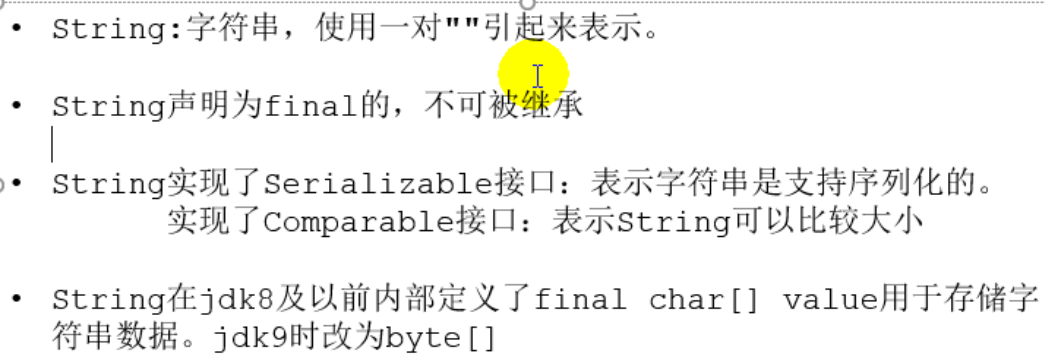 • String:字符串，使用一对""引起来表示。
• String声明为final的，不可被继承
• String实现了Serializable接口：表示字符串是支持序列化的。
实现了Comparable接口：表示String可以比较大小
• String在jdk8及以前内部定义了final char[] value用于存储字
符串数据。jdk9时改为byte[]